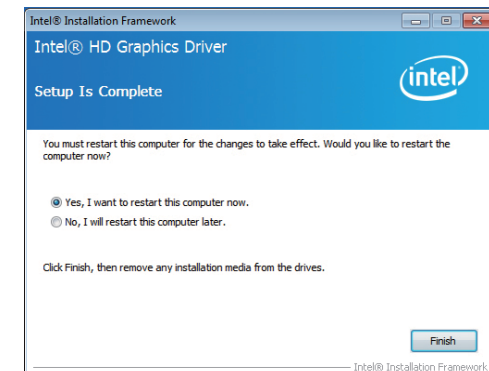 Intel® Installation Framework
Intel® HD Graphics Driver
Setup Is Complete
intel
You must restart this computer for the changes to take effect. Would you like to restart the
computer now?
Yes, I want to restart this computer now.
No, I will restart this computer later.
Click Finish, then remove any installation media from the drives.
Finish
Intel® Installation Framework